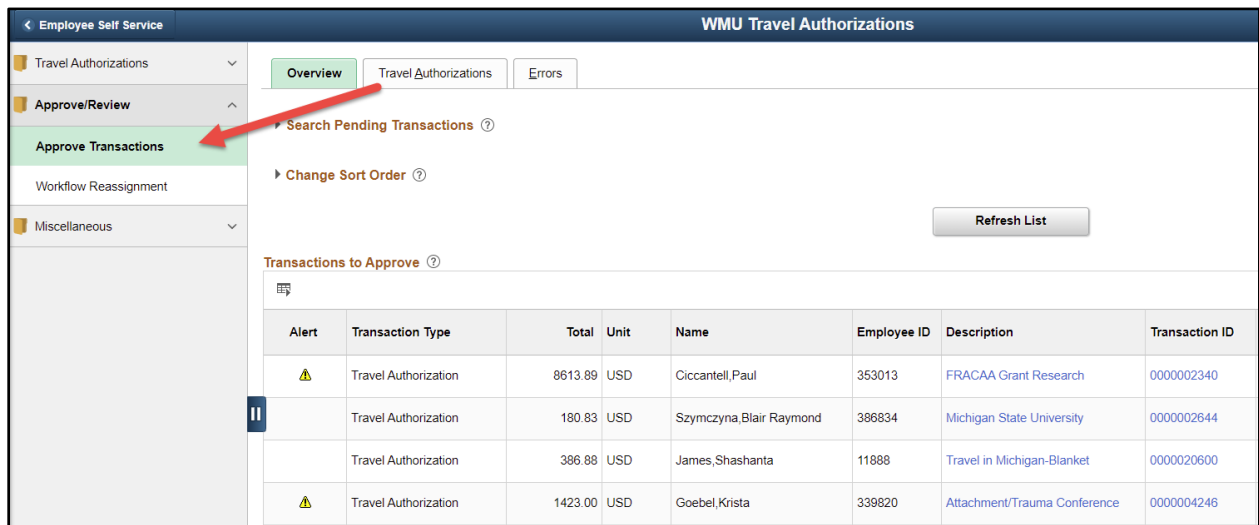 Employee Self Service
WMU Travel Authorizations
Travel Authorizations
Approve/Review
Approve Transactions
Workflow Reassignment
Miscellaneous
Overview
Travel Authorizations
Errors
Search Pending Transactions
Change Sort Order
Refresh List
Transactions to Approve
Alert Transaction Type Total Unit Name Employee ID Description Transaction ID
Travel Authorization 8613.89 USD Ciccantell,Paul 353013 FRACAA Grant Research 0000002340
Travel Authorization 180.83 USD Szymczyna,Blair Raymond 386834 Michigan State University 0000002644
Travel Authorization 386.88 USD James,Shashanta 11888 Travel in Michigan-Blanket 0000020600
Travel Authorization 1423.00 USD Goebel,Krista 339820 Attachment/Trauma Conference 0000004246